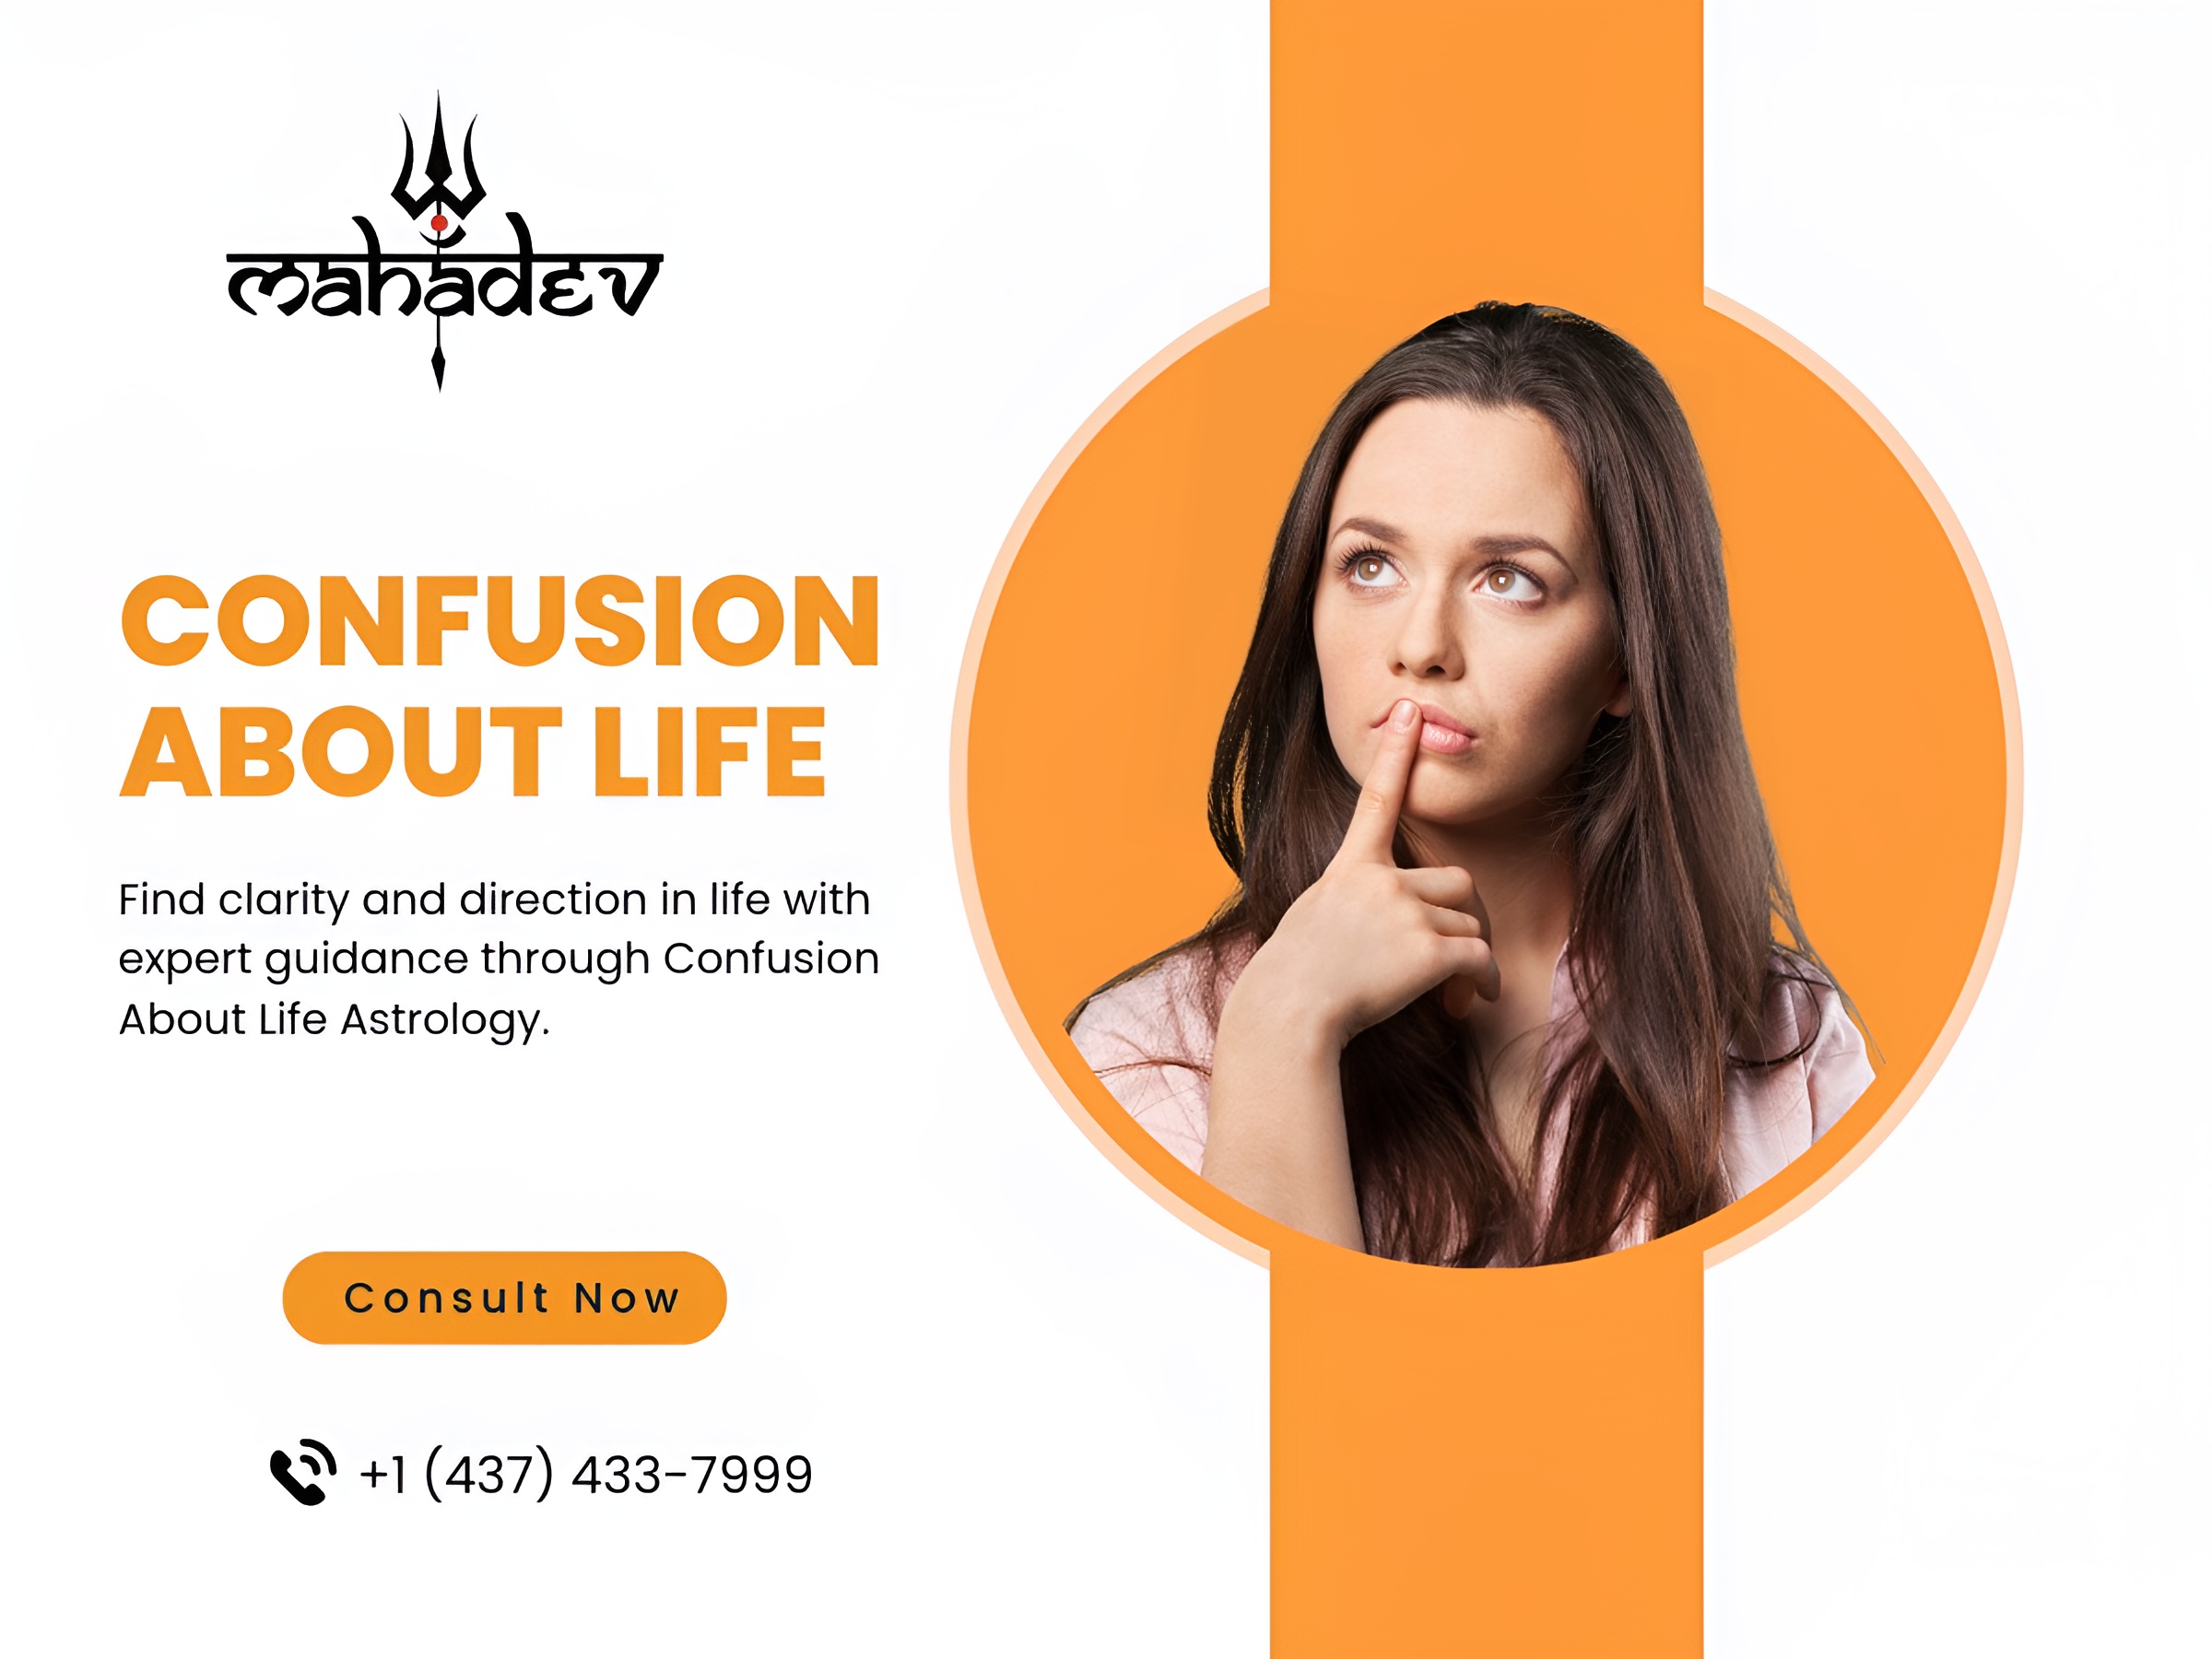 mahadev
CONFUSION
ABOUT LIFE
Find clarity and direction in life with
expert guidance through Confusion
About Life Astrology.
Consult Now
+1 (437) 433-7999